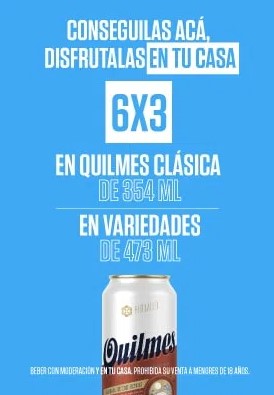 CONSEGUILAS ACÁ,
DISFRUTALAS EN TU CASA
6X3
EN QUILMES CLÁSICA
DE 354 ML
EN VARIEDADES
DE 473 ML
Quilmes
BEBER CON MODERACIÓN Y EN TU CASA. PROHIBIDA SU VENTA A MENORES DE 18 AÑOS.